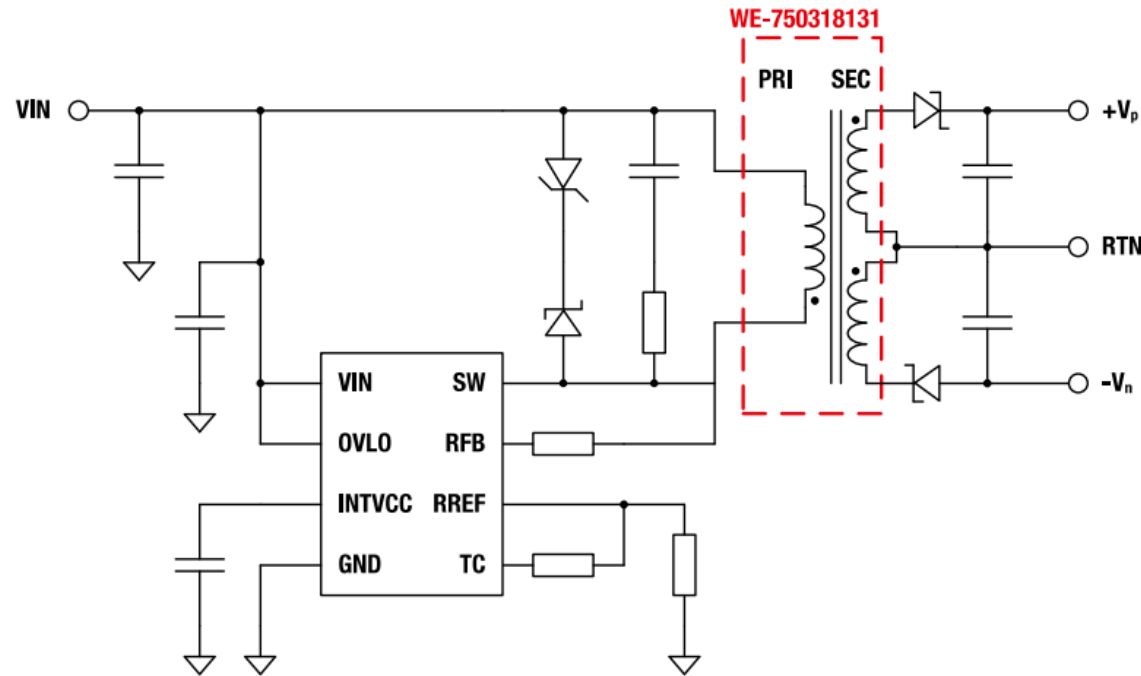 WE-750318131
PRI SEC
VIN
+Vp
RTN
-Vn
VIN SW
OVLO RFB
INTVCC RREF
GND TC